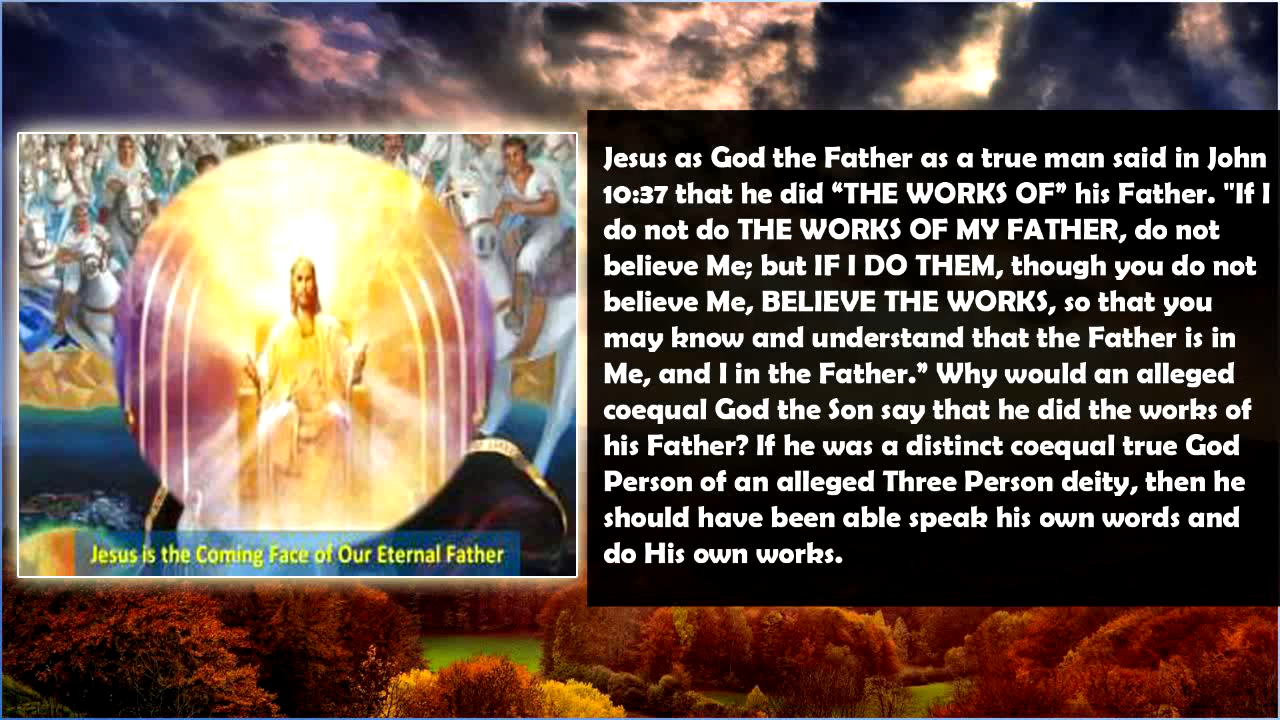 Jesus as God the Father as a true man said in John
10:37 that he did “THE WORKS OF” his Father. "If I
do not do THE WORKS OF MY FATHER, do not
believe Me; but IF I DO THEM, though you do not
believe Me, BELIEVE THE WORKS, so that you
may know and understand that the Father is in
Me, and I in the Father.” Why would an alleged
coequal God the Son say that he did the works of
his Father? If he was a distinct coequal true God
Person of an alleged Three Person deity, then he
should have been able speak his own words and
do His own works.
Jesus is the Coming Face of Our Eternal Father